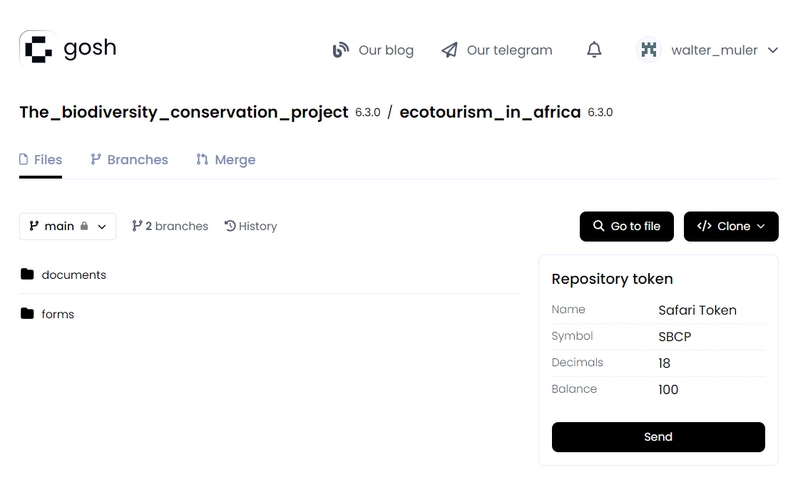 gosh Our blog Our telegram walter_muler
The_biodiversity_conservation_project 6.3.0 / ecotourism_in_africa 6.3.0
Files Branches Merge
main 2 branches History Go to file Clone
documents
forms
Repository token
Name Safari Token
Symbol SBCP
Decimals 18
Balance 100
Send